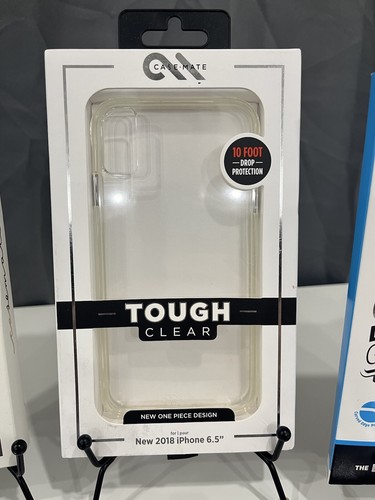 CASE-MATE
10 FOOT
DROP
PROTECTION
TOUGH
CLEAR
NEW ONE PIECE DESIGN
for | pour
New 2018 iPhone 6.5"
THE